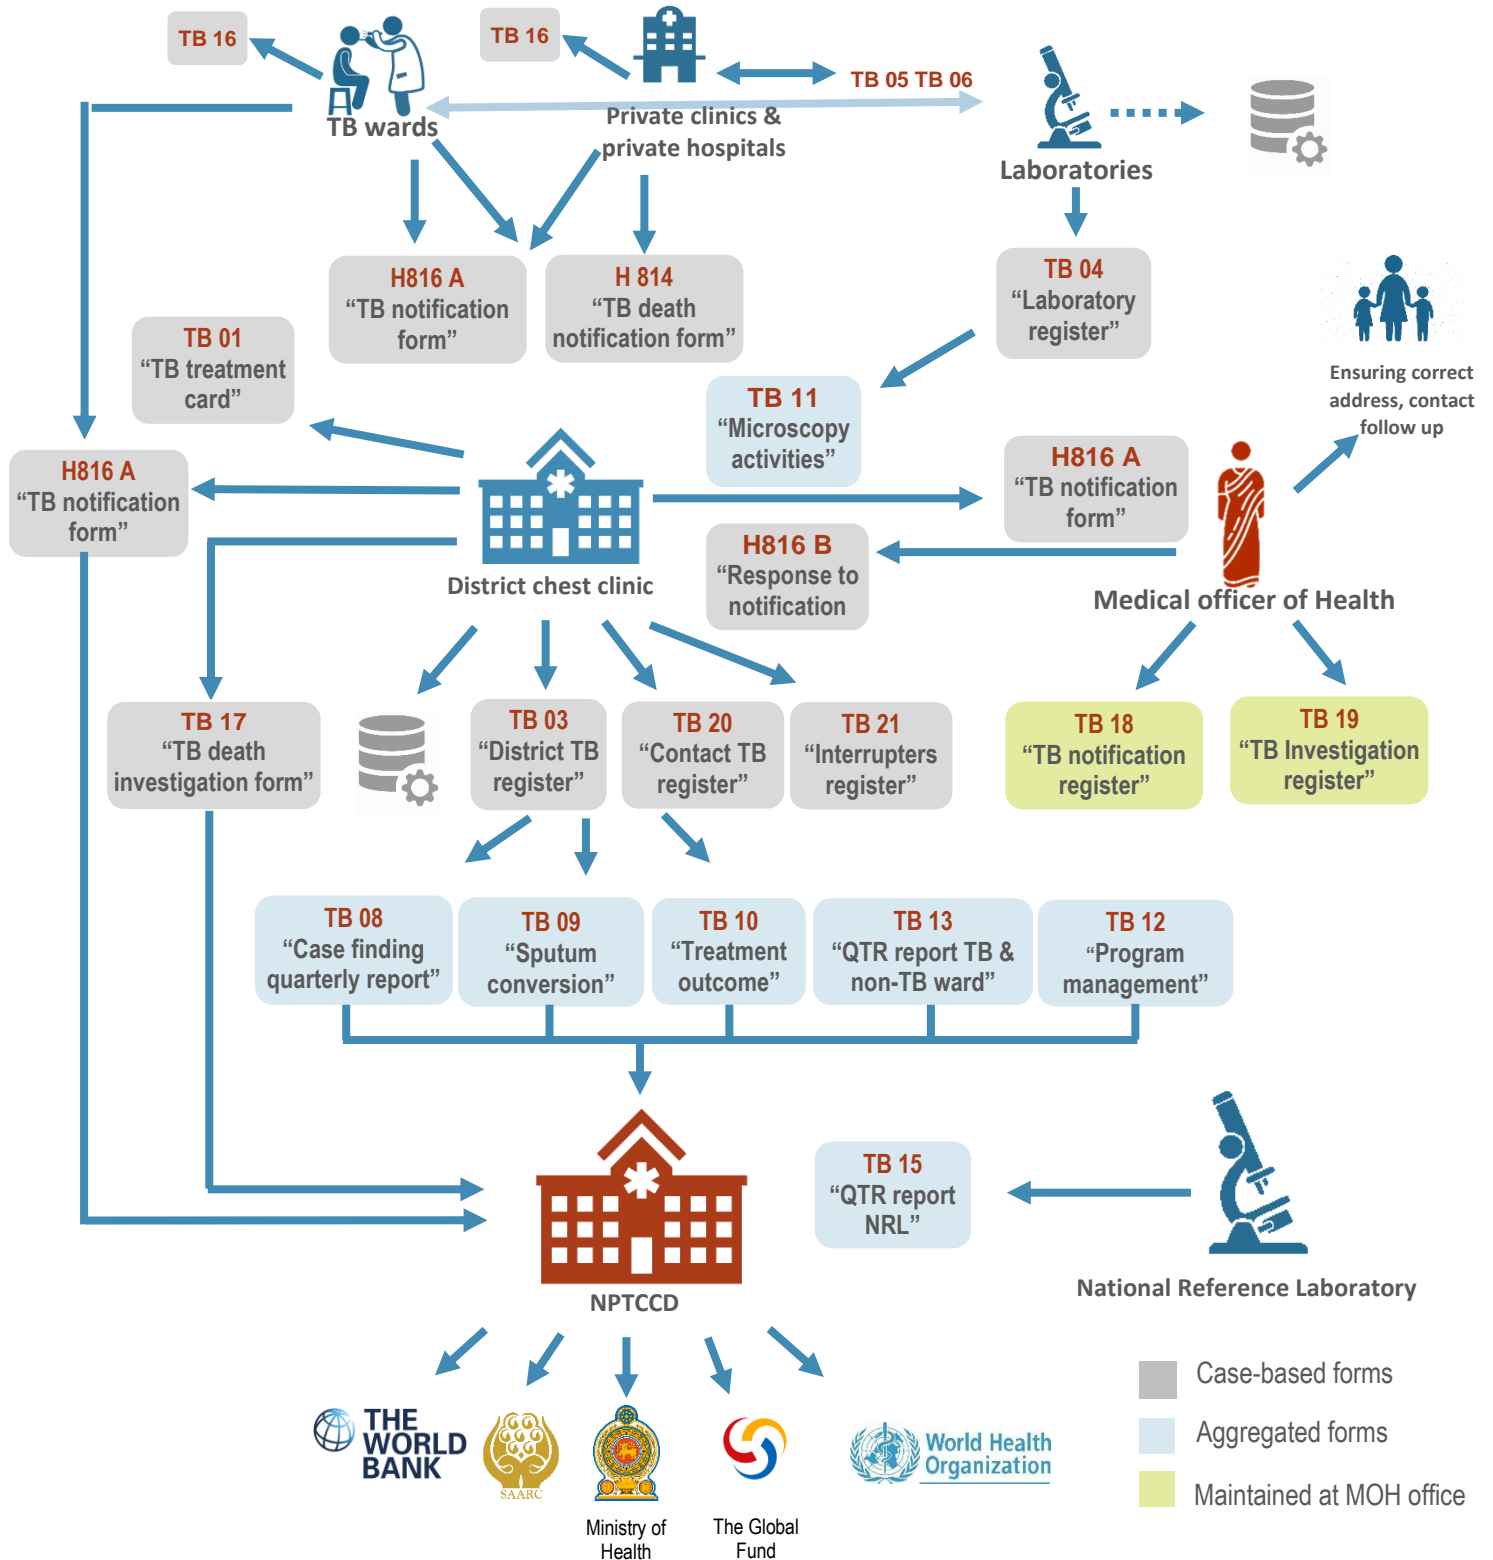 TB 16
TB 16
TB 05 TB 06
TB wards
Private clinics &
private hospitals
Laboratories
H816 A
“TB notification
form”
H 814
“TB death
notification form”
TB 04
“Laboratory
register”
TB 01
“TB treatment
card”
TB 11
“Microscopy
activities”
Ensuring correct
address, contact
follow up
H816 A
“TB notification
form”
H816 A
“TB notification
form”
H816 B
“Response to
notification
District chest clinic
Medical officer of Health
TB 17
“TB death
investigation form”
TB 03
“District TB
register”
TB 20
“Contact TB
register”
TB 21
“Interrupters
register”
TB 18
“TB notification
register”
TB 19
“TB Investigation
register”
TB 08
“Case finding
quarterly report”
TB 09
“Sputum
conversion”
TB 10
“Treatment
outcome”
TB 13
“QTR report TB &
non-TB ward”
TB 12
“Program
management”
TB 15
“QTR report
NRL”
NPTCCD
National Reference Laboratory
THE
WORLD
BANK
SAARC
Ministry of
Health
The Global
Fund
World Health
Organization
Case-based forms
Aggregated forms
Maintained at MOH office